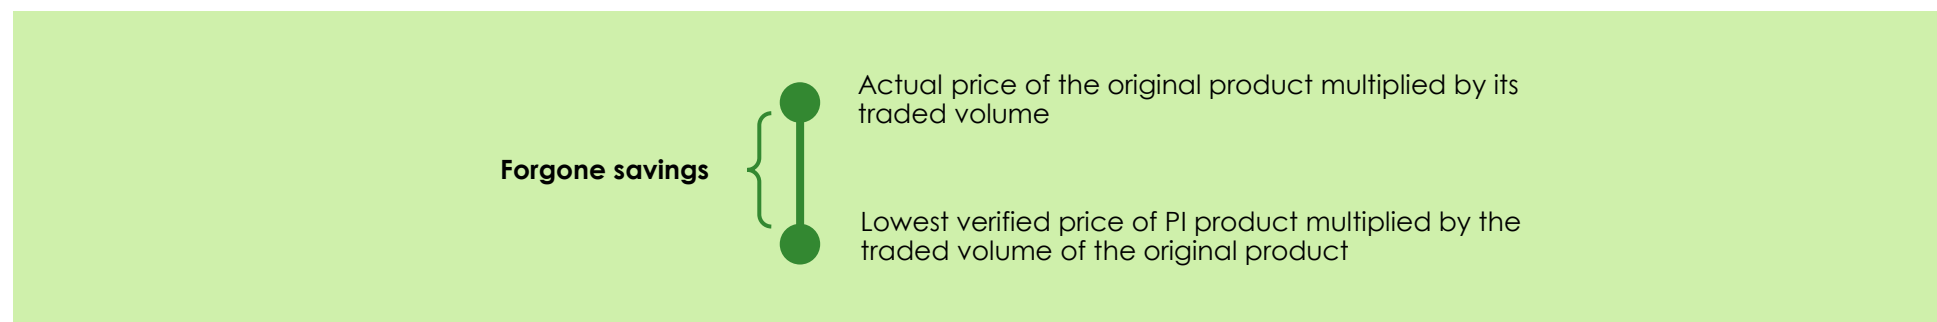 Actual price of the original product multiplied by its
traded volume
Forgone savings
Lowest verified price of PI product multiplied by the
traded volume of the original product